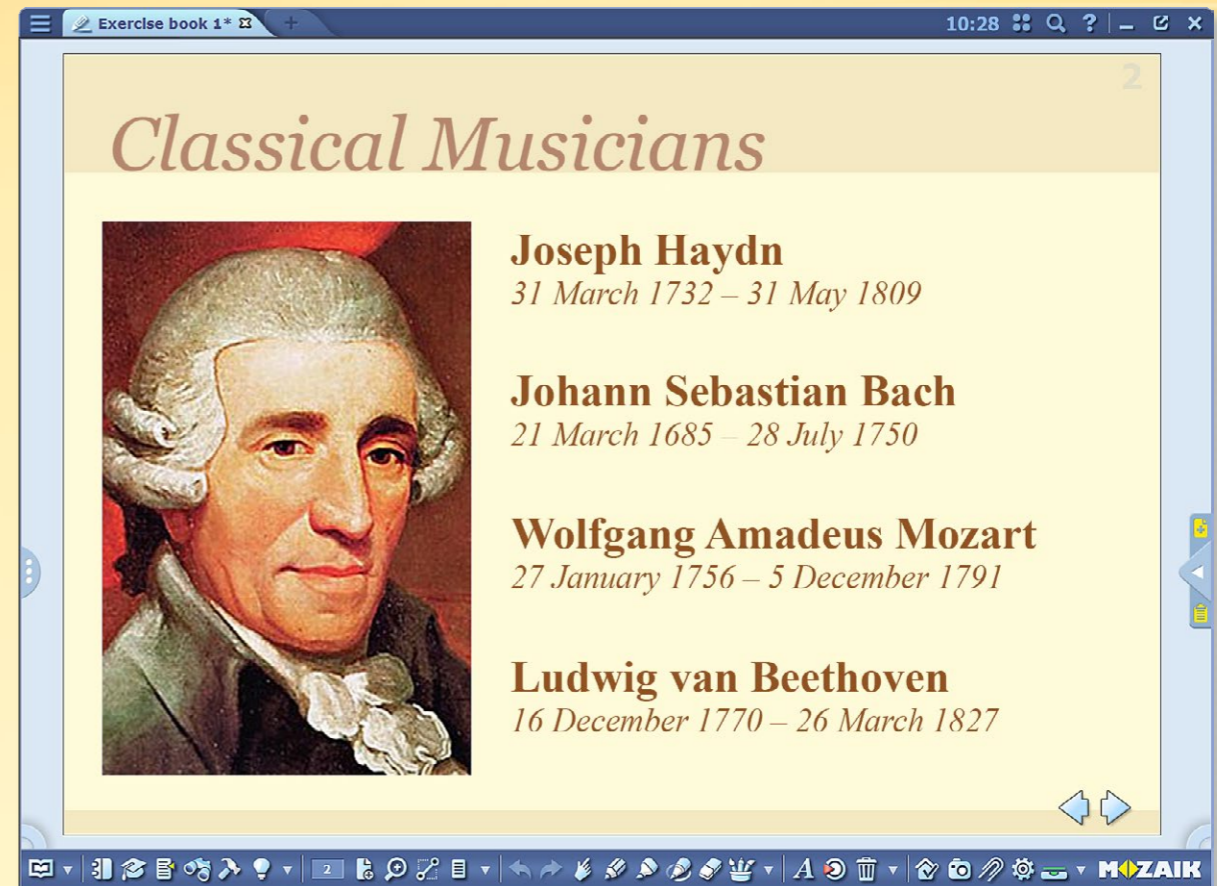 Exercise book 1*
10:28
2
Classical Musicians
Joseph Haydn
31 March 1732 – 31 May 1809
Johann Sebastian Bach
21 March 1685 – 28 July 1750
Wolfgang Amadeus Mozart
27 January 1756 – 5 December 1791
Ludwig van Beethoven
16 December 1770 – 26 March 1827
2
A
MOZAIK